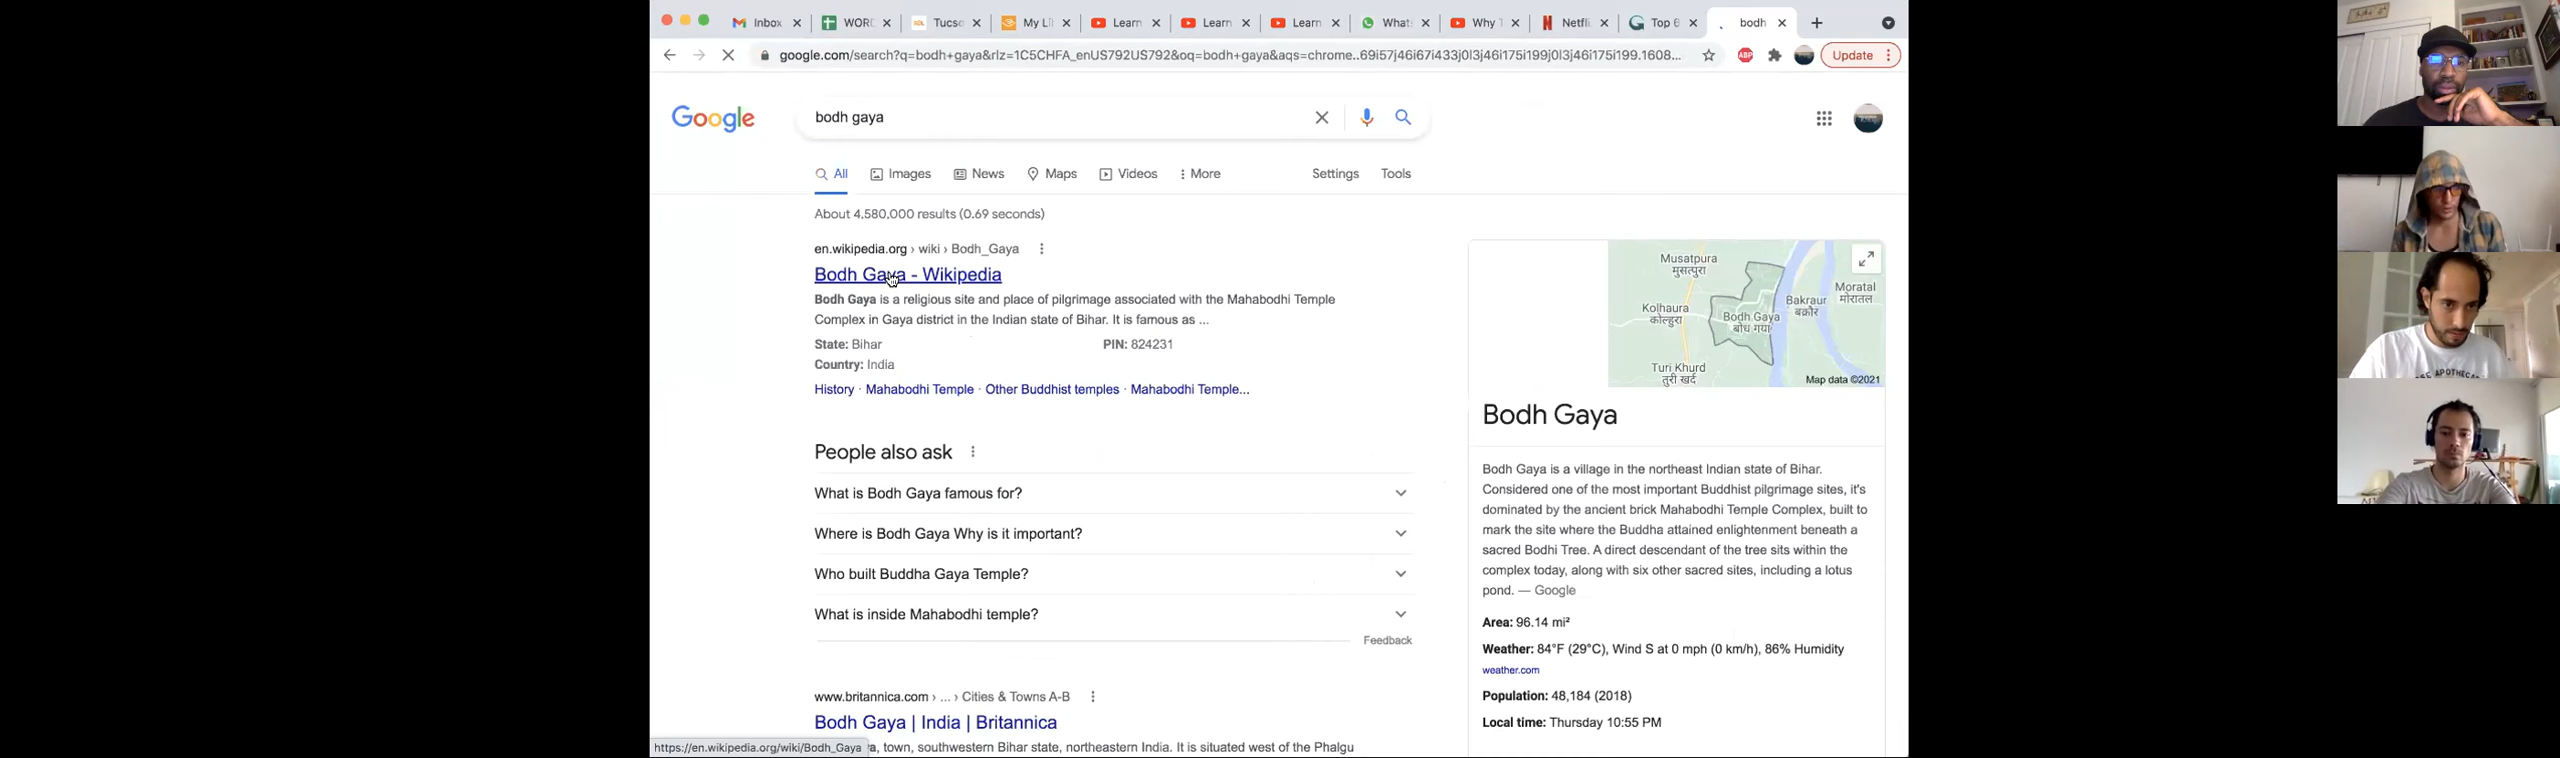 Inbox
WOR
Tucso
My Li
Learn
Learn
Learn
What
Why T
Netfli
Top 6
bodh
google.com/search?q=bodh+gaya&rlz=1C5CHFA_enUS792US792&oq=bodh+gaya&aqs=chrome..69i57j46i67i433j0l3j46i175i199j0l3j46i175i199.1608...
ABP
Update
Google
bodh gaya
All
Images
News
Maps
Videos
More
Settings
Tools
About 4,580,000 results (0.69 seconds)
en.wikipedia.org › wiki › Bodh_Gaya
Bodh Gaya - Wikipedia
Bodh Gaya is a religious site and place of pilgrimage associated with the Mahabodhi Temple
Complex in Gaya district in the Indian state of Bihar. It is famous as ...
State: Bihar
PIN: 824231
Country: India
History · Mahabodhi Temple · Other Buddhist temples · Mahabodhi Temple...
People also ask
What is Bodh Gaya famous for?
Where is Bodh Gaya Why is it important?
Who built Buddha Gaya Temple?
What is inside Mahabodhi temple?
Feedback
www.britannica.com › ... › Cities & Towns A-B
Bodh Gaya | India | Britannica
https://en.wikipedia.org/wiki/Bodh_Gaya
a, town, southwestern Bihar state, northeastern India. It is situated west of the Phalgu
Musatpura
मुसत्पुरा
Moratal
मोरातल
Kolhaura
कोल्हुरा
Bakraur
बकरौर
Bodh Gaya
बोध गया
Turi Khurd
तुरी खर्द
Map data ©2021
Bodh Gaya
Bodh Gaya is a village in the northeast Indian state of Bihar.
Considered one of the most important Buddhist pilgrimage sites, it's
dominated by the ancient brick Mahabodhi Temple Complex, built to
mark the site where the Buddha attained enlightenment beneath a
sacred Bodhi Tree. A direct descendant of the tree sits within the
complex today, along with six other sacred sites, including a lotus
pond. — Google
Area: 96.14 mi²
Weather: 84°F (29°C), Wind S at 0 mph (0 km/h), 86% Humidity
weather.com
Population: 48,184 (2018)
Local time: Thursday 10:55 PM